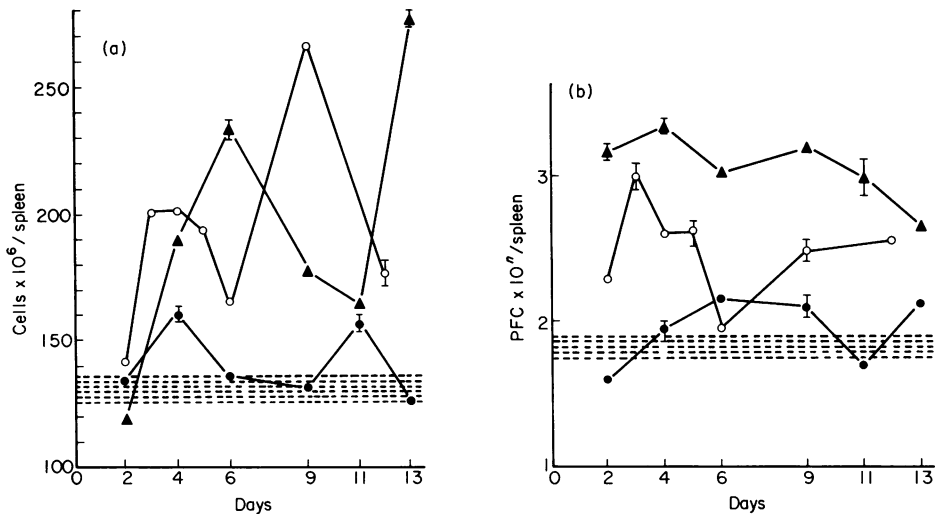 (a)
Cells x 10⁶ / spleen
250
200
150
100
0 2 4 6 9 11 13
Days
(b)
PFC x 10ⁿ/spleen
3
2
1
0 2 4 6 9 11 13
Days